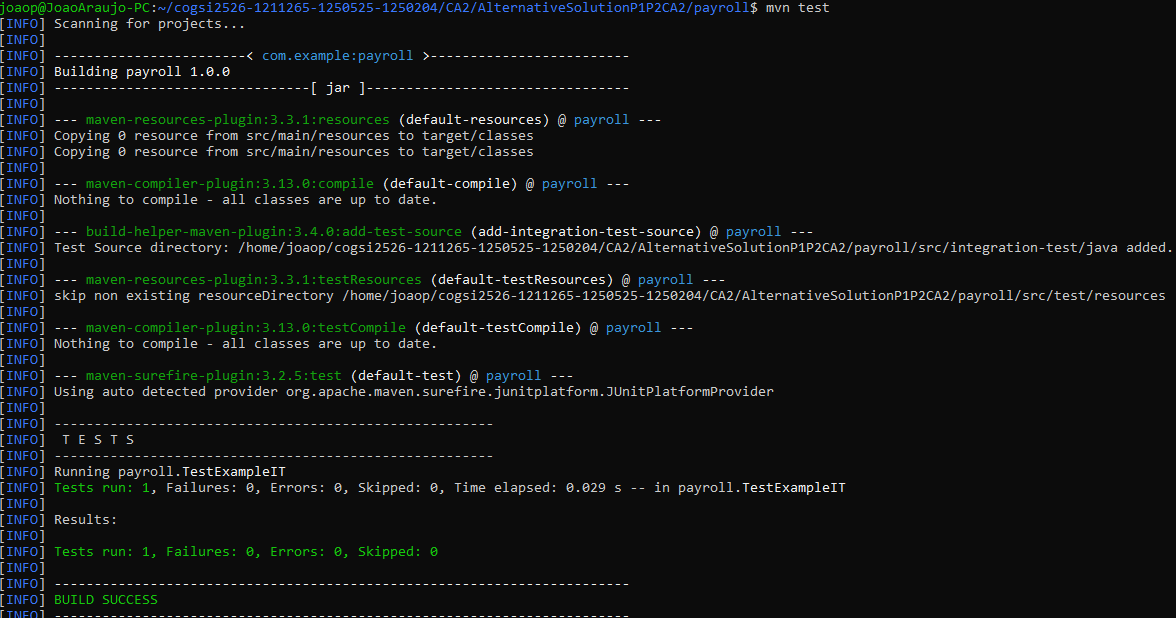 joaop@JoaoAraujo-PC:~/cogsi2526-1211265-1250525-1250204/CA2/AlternativeSolutionP1P2CA2/payroll$ mvn test
[INFO] Scanning for projects...
[INFO]
[INFO] ------------------------< com.example:payroll >-------------------------
[INFO] Building payroll 1.0.0
[INFO] --------------------------------[ jar ]---------------------------------
[INFO]
[INFO] --- maven-resources-plugin:3.3.1:resources (default-resources) @ payroll ---
[INFO] Copying 0 resource from src/main/resources to target/classes
[INFO] Copying 0 resource from src/main/resources to target/classes
[INFO]
[INFO] --- maven-compiler-plugin:3.13.0:compile (default-compile) @ payroll ---
[INFO] Nothing to compile - all classes are up to date.
[INFO]
[INFO] --- build-helper-maven-plugin:3.4.0:add-test-source (add-integration-test-source) @ payroll ---
[INFO] Test Source directory: /home/joaop/cogsi2526-1211265-1250525-1250204/CA2/AlternativeSolutionP1P2CA2/payroll/src/integration-test/java added.
[INFO]
[INFO] --- maven-resources-plugin:3.3.1:testResources (default-testResources) @ payroll ---
[INFO] skip non existing resourceDirectory /home/joaop/cogsi2526-1211265-1250525-1250204/CA2/AlternativeSolutionP1P2CA2/payroll/src/test/resources
[INFO]
[INFO] --- maven-compiler-plugin:3.13.0:testCompile (default-testCompile) @ payroll ---
[INFO] Nothing to compile - all classes are up to date.
[INFO]
[INFO] --- maven-surefire-plugin:3.2.5:test (default-test) @ payroll ---
[INFO] Using auto detected provider org.apache.maven.surefire.junitplatform.JUnitPlatformProvider
[INFO]
[INFO] -------------------------------------------------------
[INFO]  T E S T S
[INFO] -------------------------------------------------------
[INFO] Running payroll.TestExampleIT
[INFO] Tests run: 1, Failures: 0, Errors: 0, Skipped: 0, Time elapsed: 0.029 s -- in payroll.TestExampleIT
[INFO]
[INFO] Results:
[INFO]
[INFO] Tests run: 1, Failures: 0, Errors: 0, Skipped: 0
[INFO]
[INFO] ------------------------------------------------------------------------
[INFO] BUILD SUCCESS
[INFO] ------------------------------------------------------------------------